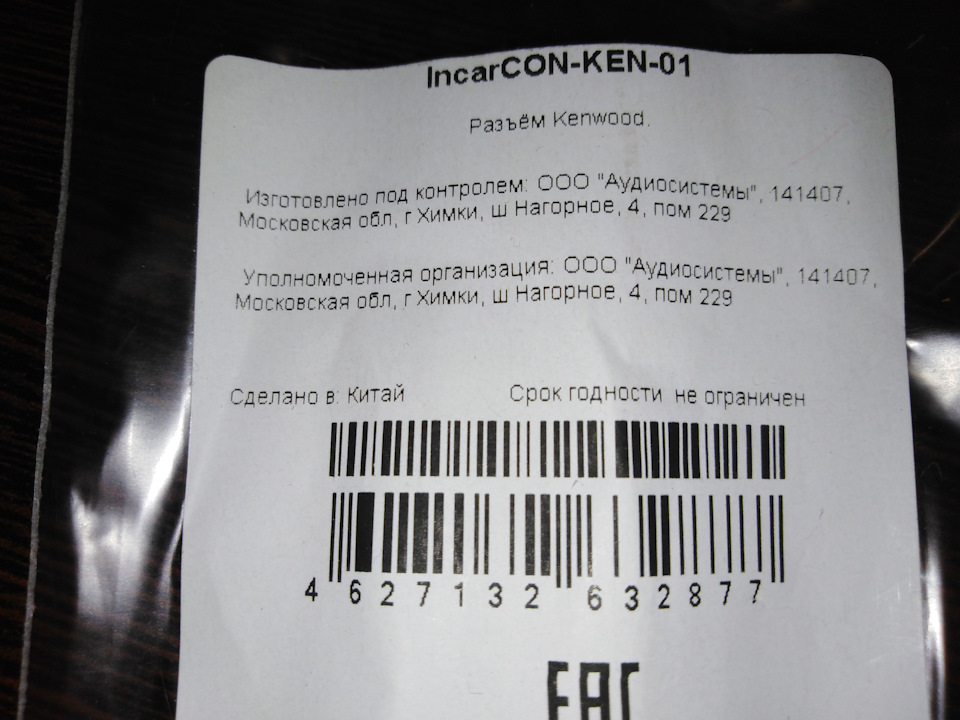 IncarCON-KEN-01
Разъём Kenwood.
Изготовлено под контролем: ООО "Аудиосистемы", 141407,
Московская обл, г Химки, ш Нагорное, 4, пом 229
Уполномоченная организация: ООО "Аудиосистемы", 141407,
Московская обл, г Химки, ш Нагорное, 4, пом 229
Сделано в: Китай Срок годности не ограничен
4 627132 632877
EAC